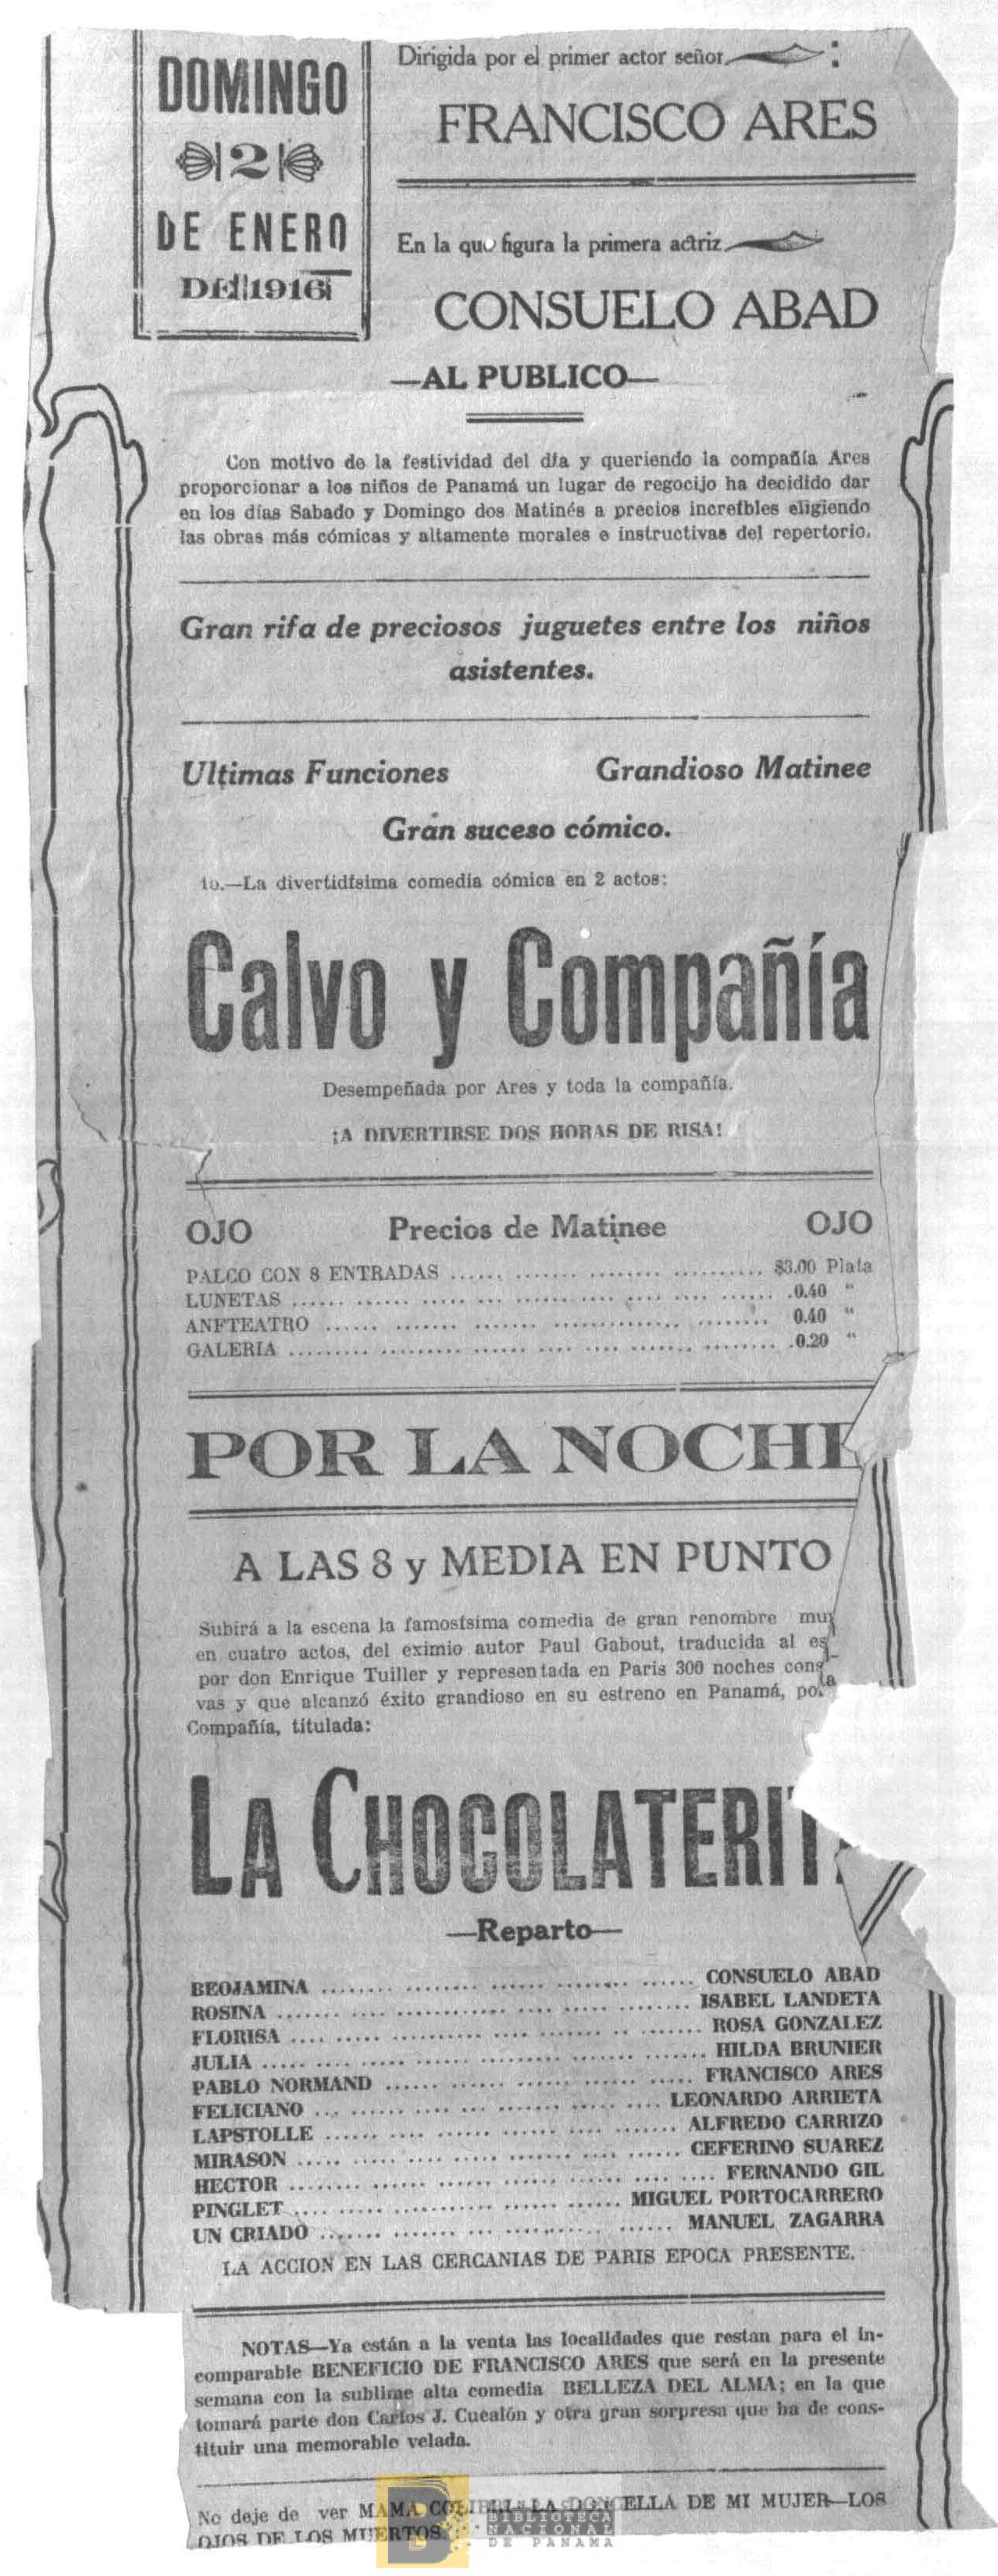 DOMINGO
2
DE ENERO
DE 1916
Dirigida por el primer actor señor
FRANCISCO ARES
En la que figura la primera actriz
CONSUELO ABAD
—AL PUBLICO—
Con motivo de la festividad del día y queriendo la compañía Ares
proporcionar a los niños de Panamá un lugar de regocijo ha decidido dar
en los días Sabado y Domingo dos Matinés a precios increíbles eligiendo
las obras más cómicas y altamente morales e instructivas del repertorio.
Gran rifa de preciosos juguetes entre los niños
asistentes.
Ultimas Funciones Grandioso Matinee
Gran suceso cómico.
1o.—La divertidísima comedia cómica en 2 actos:
Calvo y Compañía
Desempeñada por Ares y toda la compañía.
¡A DIVERTIRSE DOS HORAS DE RISA!
OJO Precios de Matinee OJO
PALCO CON 8 ENTRADAS ........ $3.00 Plata
LUNETAS ........ .0.40 "
ANFTEATRO ........ 0.40 "
GALERIA ........ .0.20 "
POR LA NOCHE
A LAS 8 y MEDIA EN PUNTO
Subirá a la escena la famosísima comedia de gran renombre
en cuatro actos, del eximio autor Paul Gabout, traducida al
por don Enrique Tuiller y representada en Paris 300 noches
vas y que alcanzó éxito grandioso en su estreno en Panamá, por la
Compañía, titulada:
LA CHOCOLATERITA
—Reparto—
BEOJAMINA ........ CONSUELO ABAD
ROSINA ........ ISABEL LANDETA
FLORISA ........ ROSA GONZALEZ
JULIA ........ HILDA BRUNIER
PABLO NORMAND ........ FRANCISCO ARES
FELICIANO ........ LEONARDO ARRIETA
LAPSTOLLE ........ ALFREDO CARRIZO
MIRASON ........ CEFERINO SUAREZ
HECTOR ........ FERNANDO GIL
PINGLET ........ MIGUEL PORTOCARRERO
UN CRIADO ........ MANUEL ZAGARRA
LA ACCION EN LAS CERCANIAS DE PARIS EPOCA PRESENTE.
NOTAS—Ya están a la venta las localidades que restan para el in-
comparable BENEFICIO DE FRANCISCO ARES que será en la presente
semana con la sublime alta comedia BELLEZA DEL ALMA; en la que
tomará parte don Carlos J. Cucalón y otra gran sorpresa que ha de cons-
tituir una memorable velada.
No deje de ver MAMA COLIBRI—LA DONCELLA DE MI MUJER—LOS
OJOS DE LOS MUERTOS.
B
BIBLIOTECA
NACIONAL
DE PANAMA